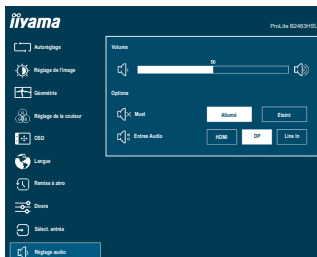 iiyama
ProLite B2483HSU
Autoréglage
Réglage de l'image
Géométrie
Réglage de la couleur
OSD
Langue
Remise à zéro
Divers
Sélect. entrée
Réglage audio
Volume
50
Options
Muet
Allumé
Eteint
Entree Audio
HDMI
DP
Line In